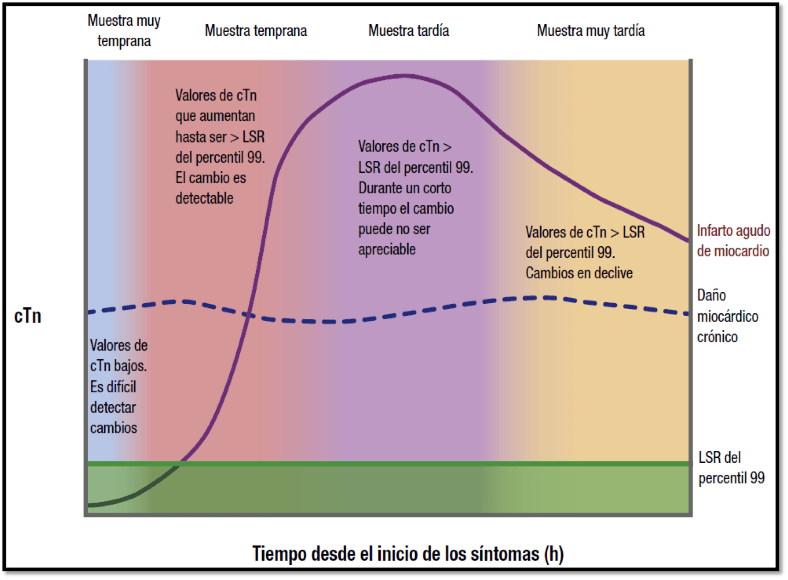 Muestra muy
temprana
Muestra temprana
Muestra tardía
Muestra muy tardía
Valores de cTn
que aumentan
hasta ser > LSR
del percentil 99.
El cambio es
detectable
Valores de cTn >
LSR del percentil 99.
Durante un corto
tiempo el cambio
puede no ser
apreciable
Valores de cTn > LSR
del percentil 99.
Cambios en declive
Infarto agudo
de miocardio
Daño
miocárdico
crónico
cTn
Valores de
cTn bajos.
Es difícil
detectar
cambios
LSR del
percentil 99
Tiempo desde el inicio de los síntomas (h)